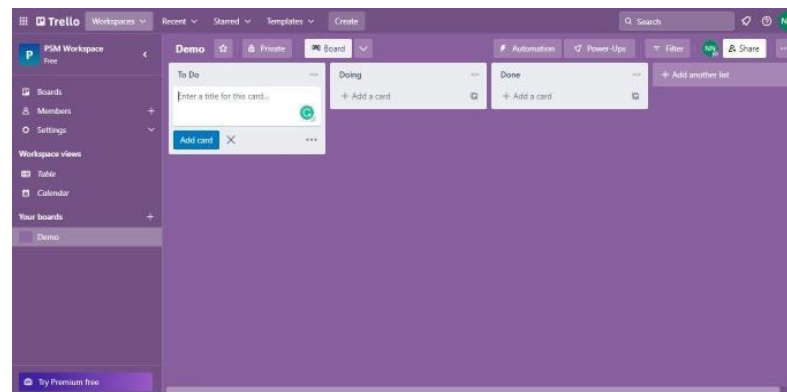 Trello Workspaces Recent Starred Templates Create Search
PSM Workspace
Free
P
Demo Private Board Automation Power-Ups Filter NN Share
Boards
Members
Settings
Workspace views
Table
Calendar
Your boards
Demo
Try Premium free
To Do
Enter a title for this card...
Add card
Doing
+ Add a card
Done
+ Add a card
+ Add another list